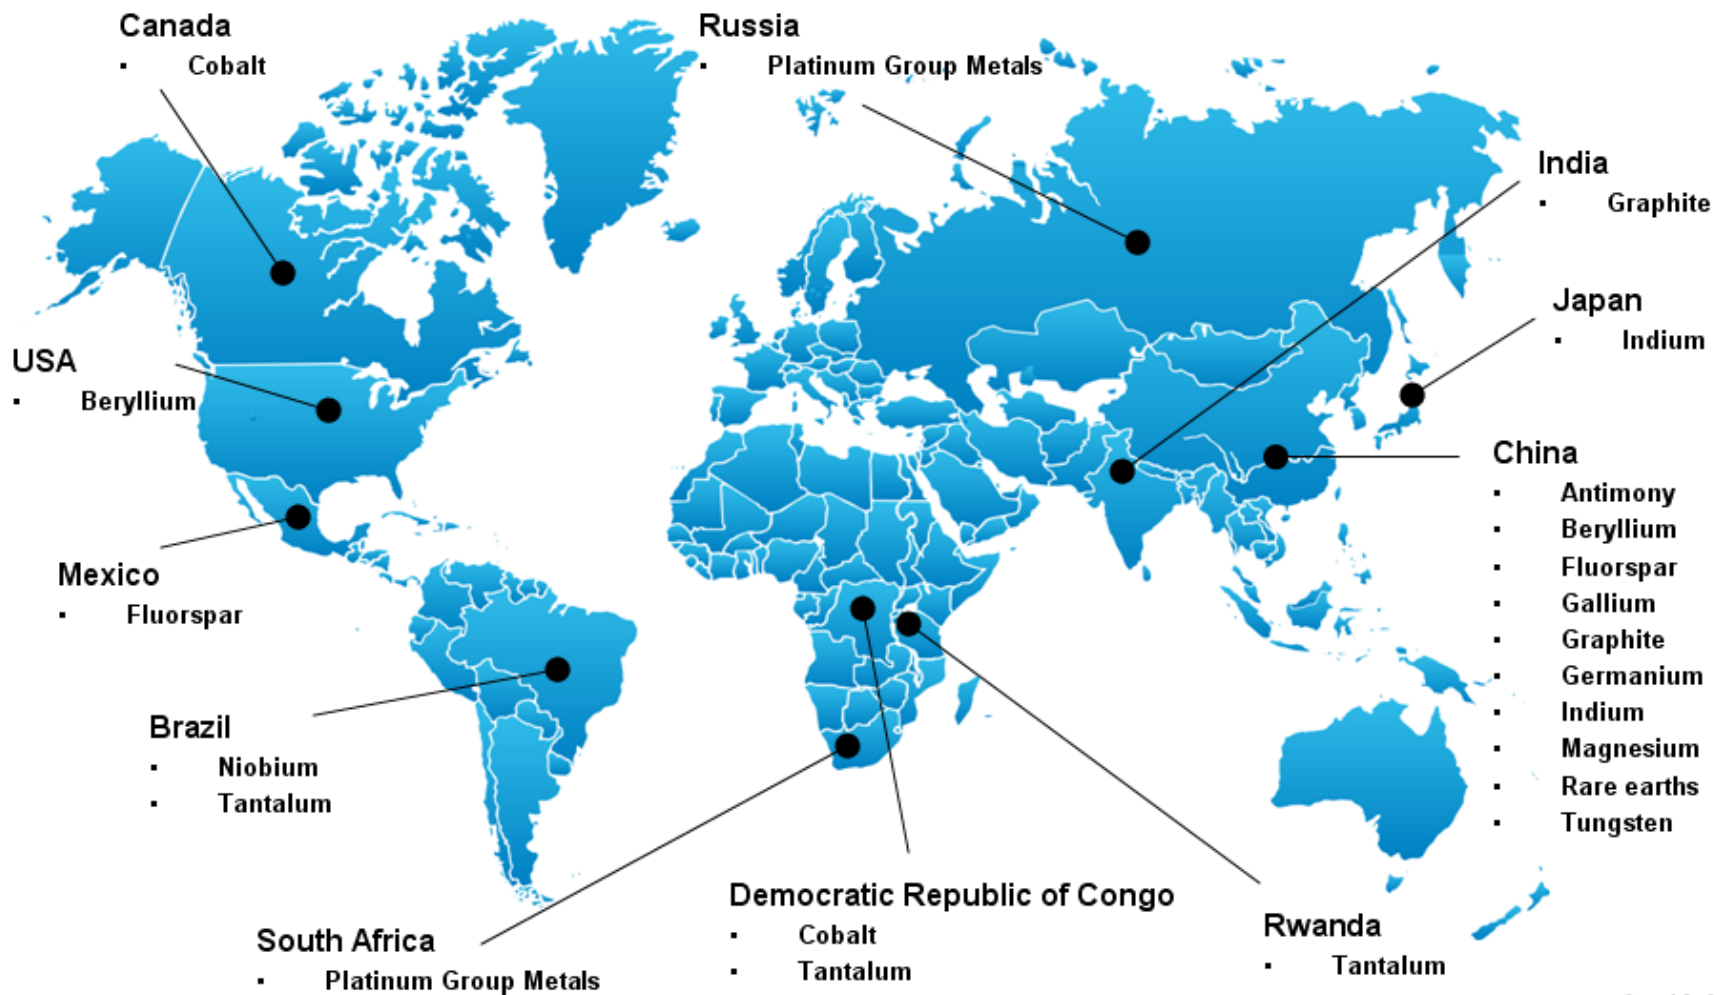 Canada
▪ Cobalt
Russia
▪ Platinum Group Metals
India
▪ Graphite
Japan
▪ Indium
USA
▪ Beryllium
China
▪ Antimony
▪ Beryllium
▪ Fluorspar
▪ Gallium
▪ Graphite
▪ Germanium
▪ Indium
▪ Magnesium
▪ Rare earths
▪ Tungsten
Mexico
▪ Fluorspar
Brazil
▪ Niobium
▪ Tantalum
South Africa
▪ Platinum Group Metals
Democratic Republic of Congo
▪ Cobalt
▪ Tantalum
Rwanda
▪ Tantalum